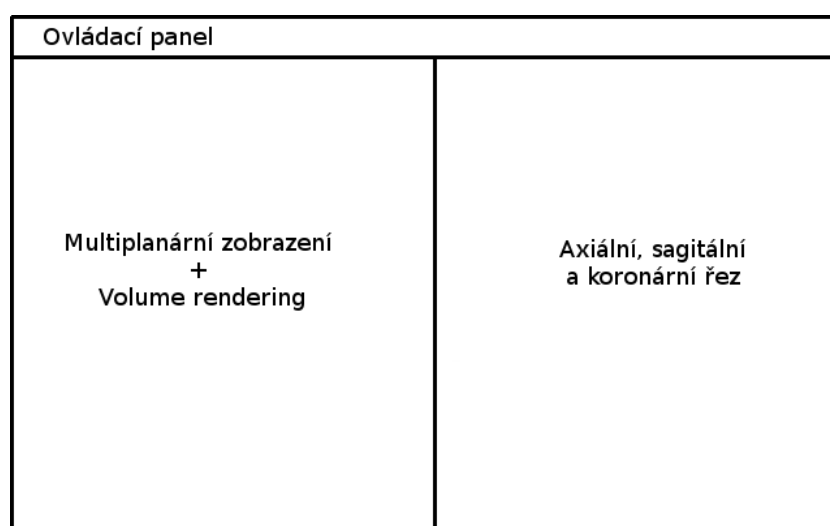 Ovládací panel
Multiplanární zobrazení
+
Volume rendering
Axiální, sagitální
a koronární řez